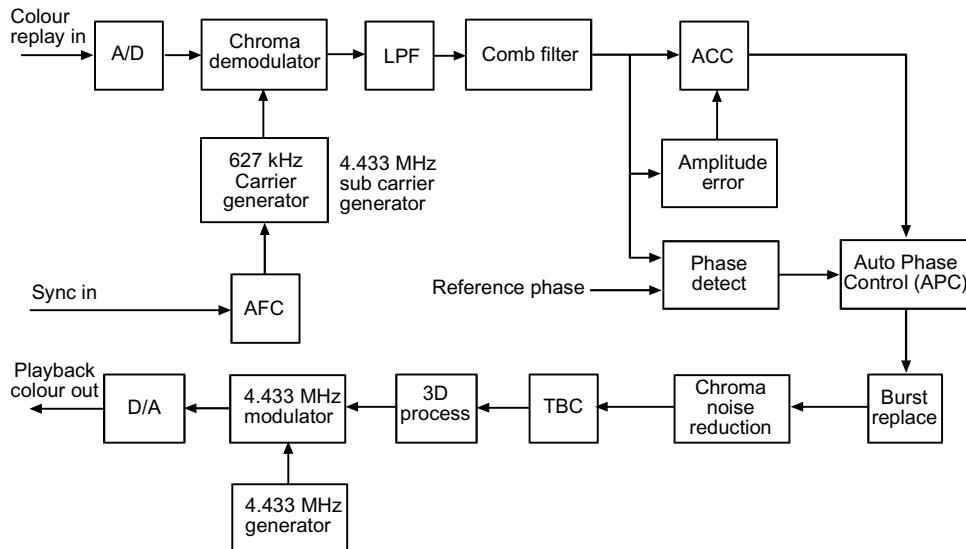 Colour
replay in
A/D
Chroma
demodulator
LPF
Comb filter
ACC
627 kHz
Carrier
generator
4.433 MHz
sub carrier
generator
Amplitude
error
Sync in
AFC
Reference phase
Phase
detect
Auto Phase
Control (APC)
Playback
colour out
D/A
4.433 MHz
modulator
3D
process
TBC
Chroma
noise
reduction
Burst
replace
4.433 MHz
generator